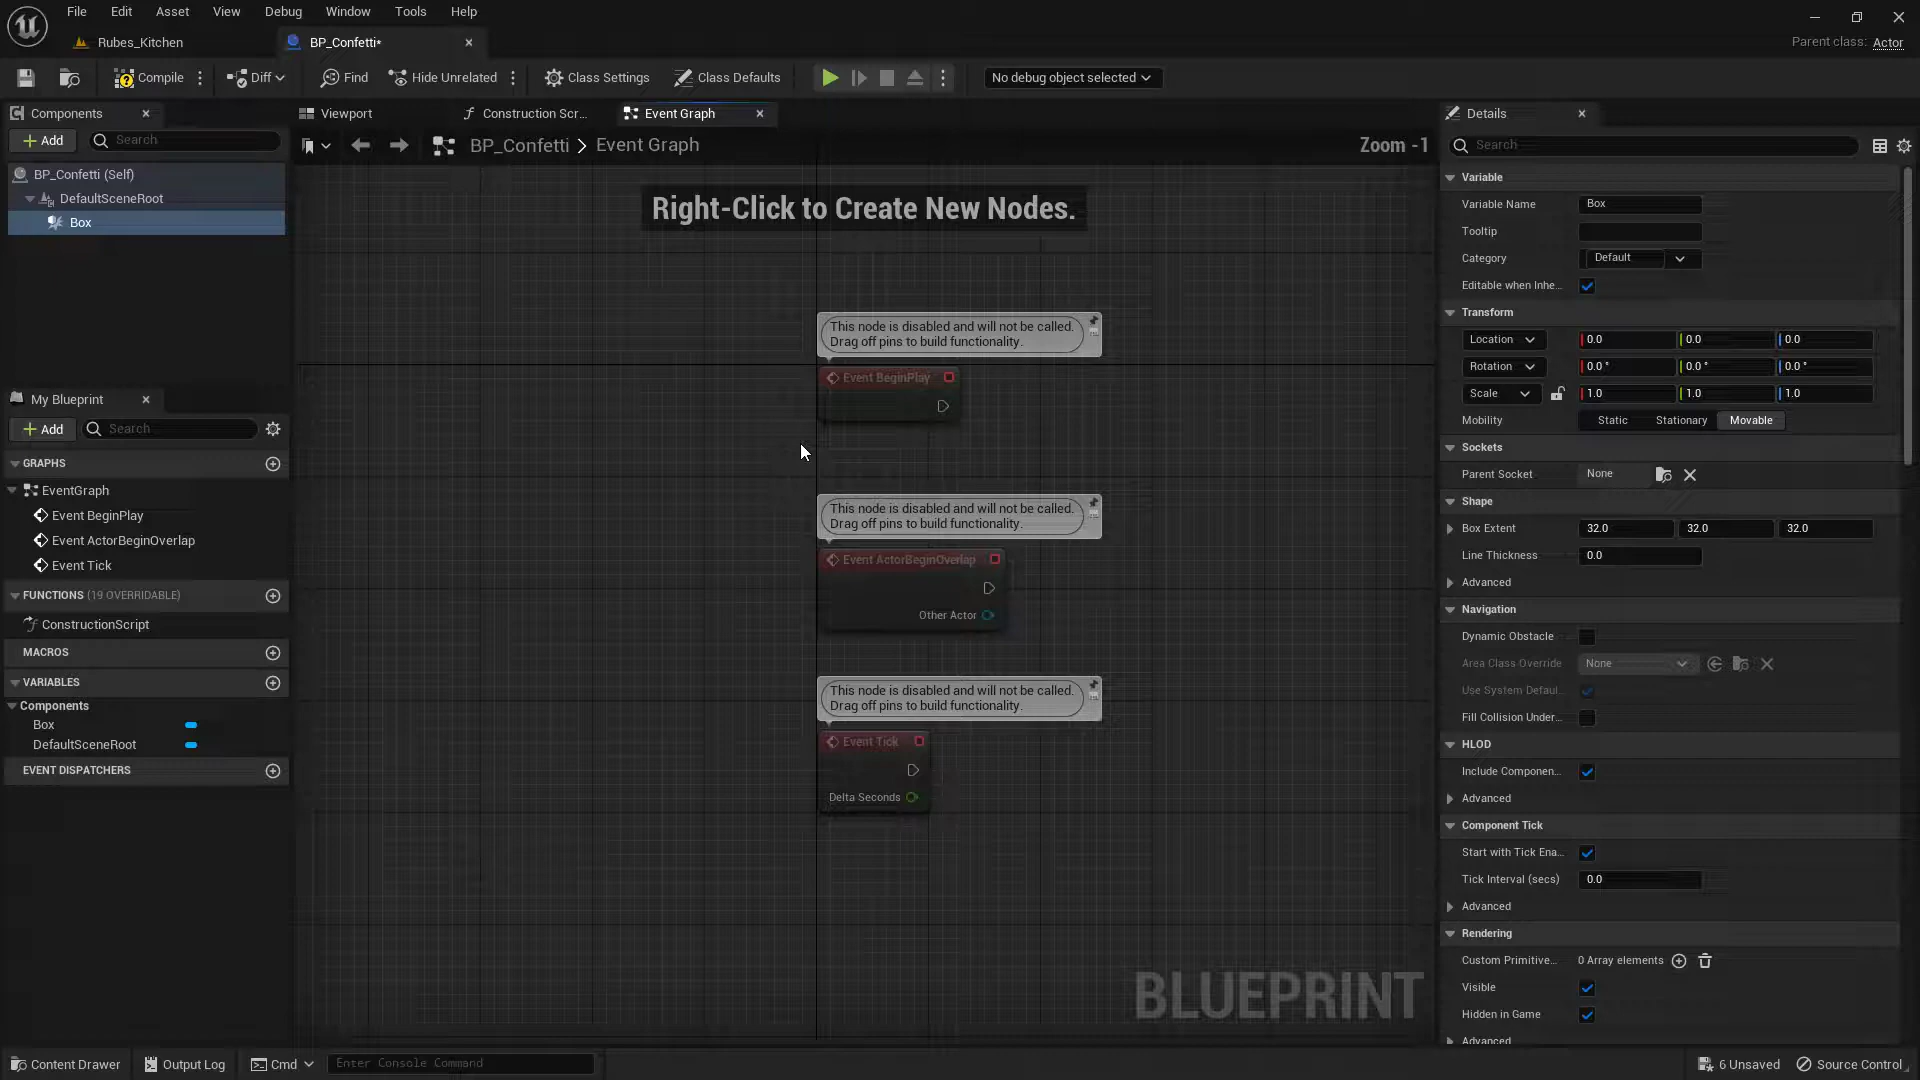 File Edit Asset View Debug Window Tools Help
Rubes_Kitchen
BP_Confetti*
Parent class: Actor
Compile
Diff
Find
Hide Unrelated
Class Settings
Class Defaults
No debug object selected
Components
Add
Search
BP_Confetti (Self)
DefaultSceneRoot
Box
My Blueprint
Add
Search
GRAPHS
EventGraph
Event BeginPlay
Event ActorBeginOverlap
Event Tick
FUNCTIONS (19 OVERRIDABLE)
ConstructionScript
MACROS
VARIABLES
Components
Box
DefaultSceneRoot
EVENT DISPATCHERS
Viewport
Construction Scr...
Event Graph
BP_Confetti > Event Graph
Zoom -1
Right-Click to Create New Nodes.
This node is disabled and will not be called.
Drag off pins to build functionality.
Event BeginPlay
This node is disabled and will not be called.
Drag off pins to build functionality.
Event ActorBeginOverlap
Other Actor
This node is disabled and will not be called.
Drag off pins to build functionality.
Event Tick
Delta Seconds
BLUEPRINT
Details
Search
Variable
Variable Name Box
Tooltip
Category Default
Editable when Inhe...
Transform
Location 0.0 0.0 0.0
Rotation 0.0 ° 0.0 ° 0.0 °
Scale 1.0 1.0 1.0
Mobility Static Stationary Movable
Sockets
Parent Socket None
Shape
Box Extent 32.0 32.0 32.0
Line Thickness 0.0
Advanced
Navigation
Dynamic Obstacle
Area Class Override None
Use System Defaul...
Fill Collision Under...
HLOD
Include Componen...
Advanced
Component Tick
Start with Tick Ena...
Tick Interval (secs) 0.0
Advanced
Rendering
Custom Primitive... 0 Array elements
Visible
Hidden in Game
Advanced
Content Drawer
Output Log
Cmd
Enter Console Command
6 Unsaved
Source Control